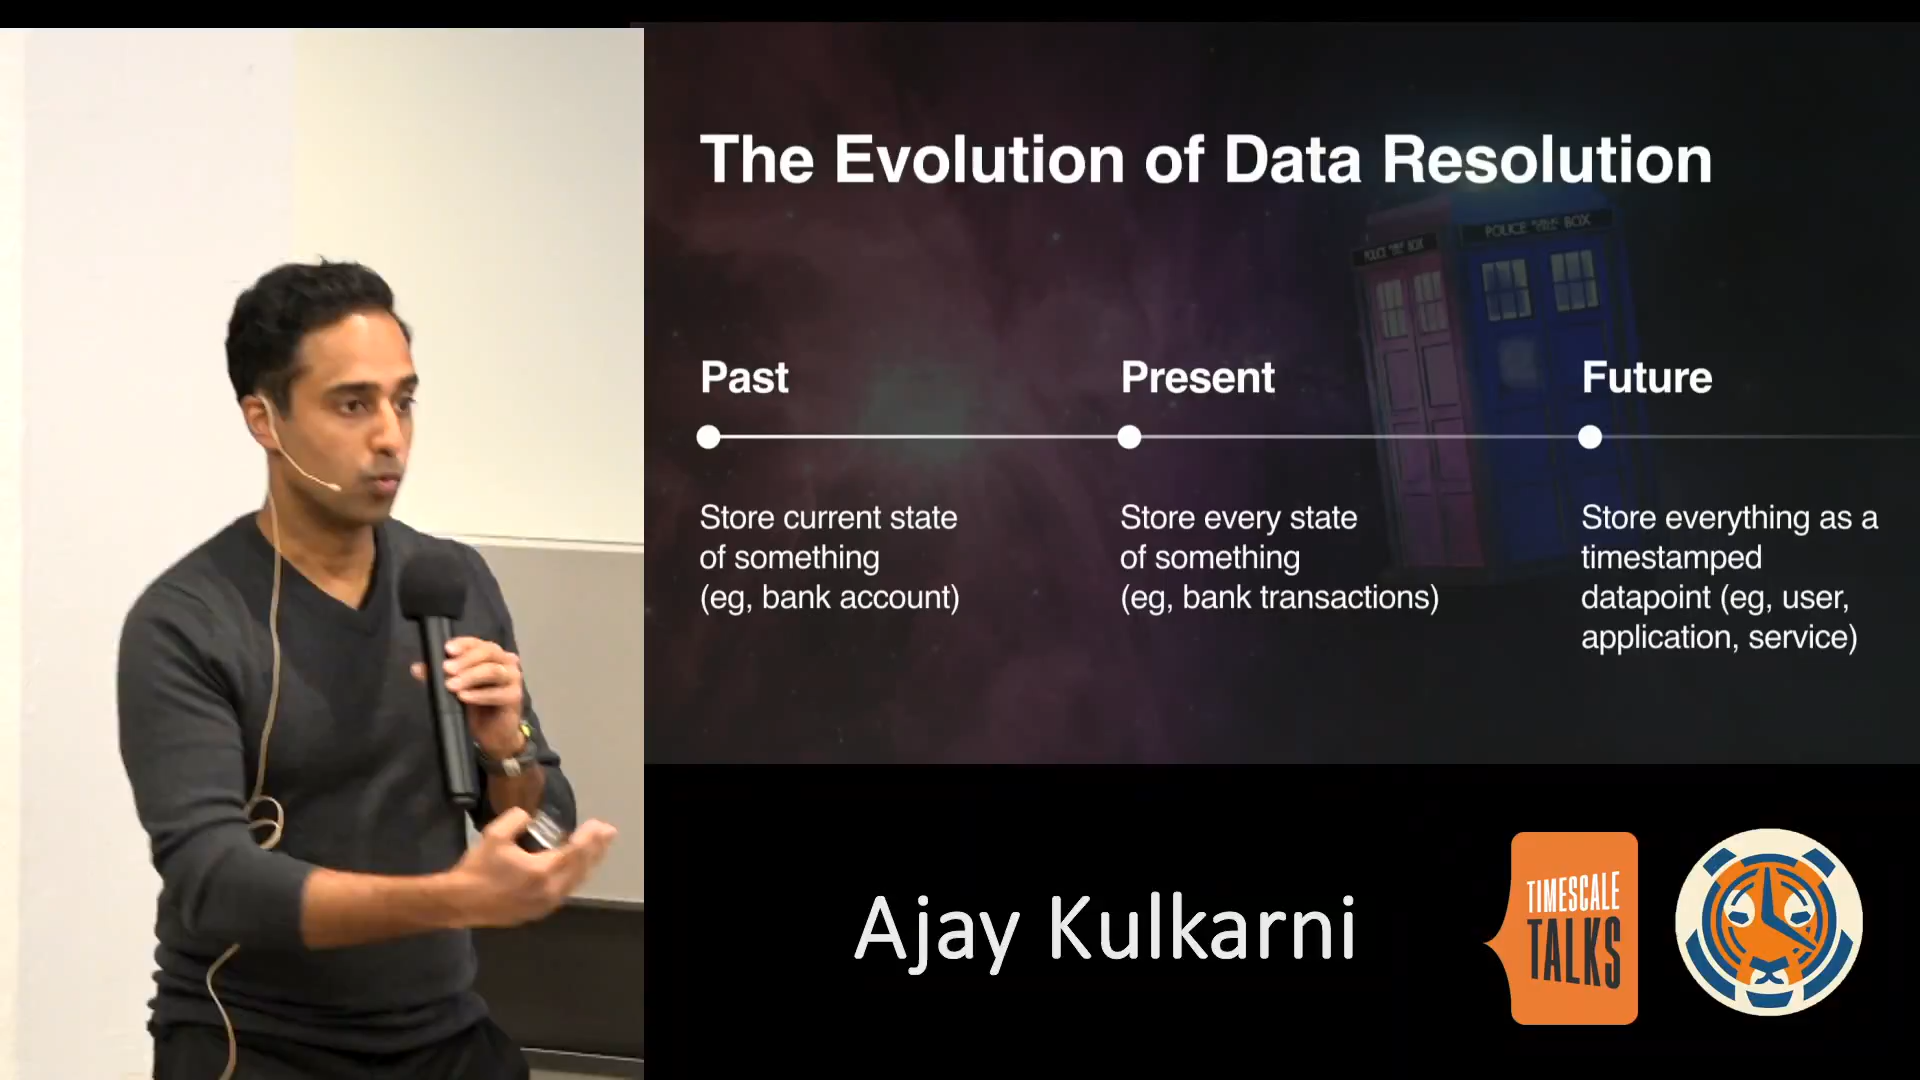 The Evolution of Data Resolution
POLICE BOX
POLICE BOX
Past
Present
Future
Store current state
of something
(eg, bank account)
Store every state
of something
(eg, bank transactions)
Store everything as a
timestamped
datapoint (eg, user,
application, service)
Ajay Kulkarni
TIMESCALE
TALKS